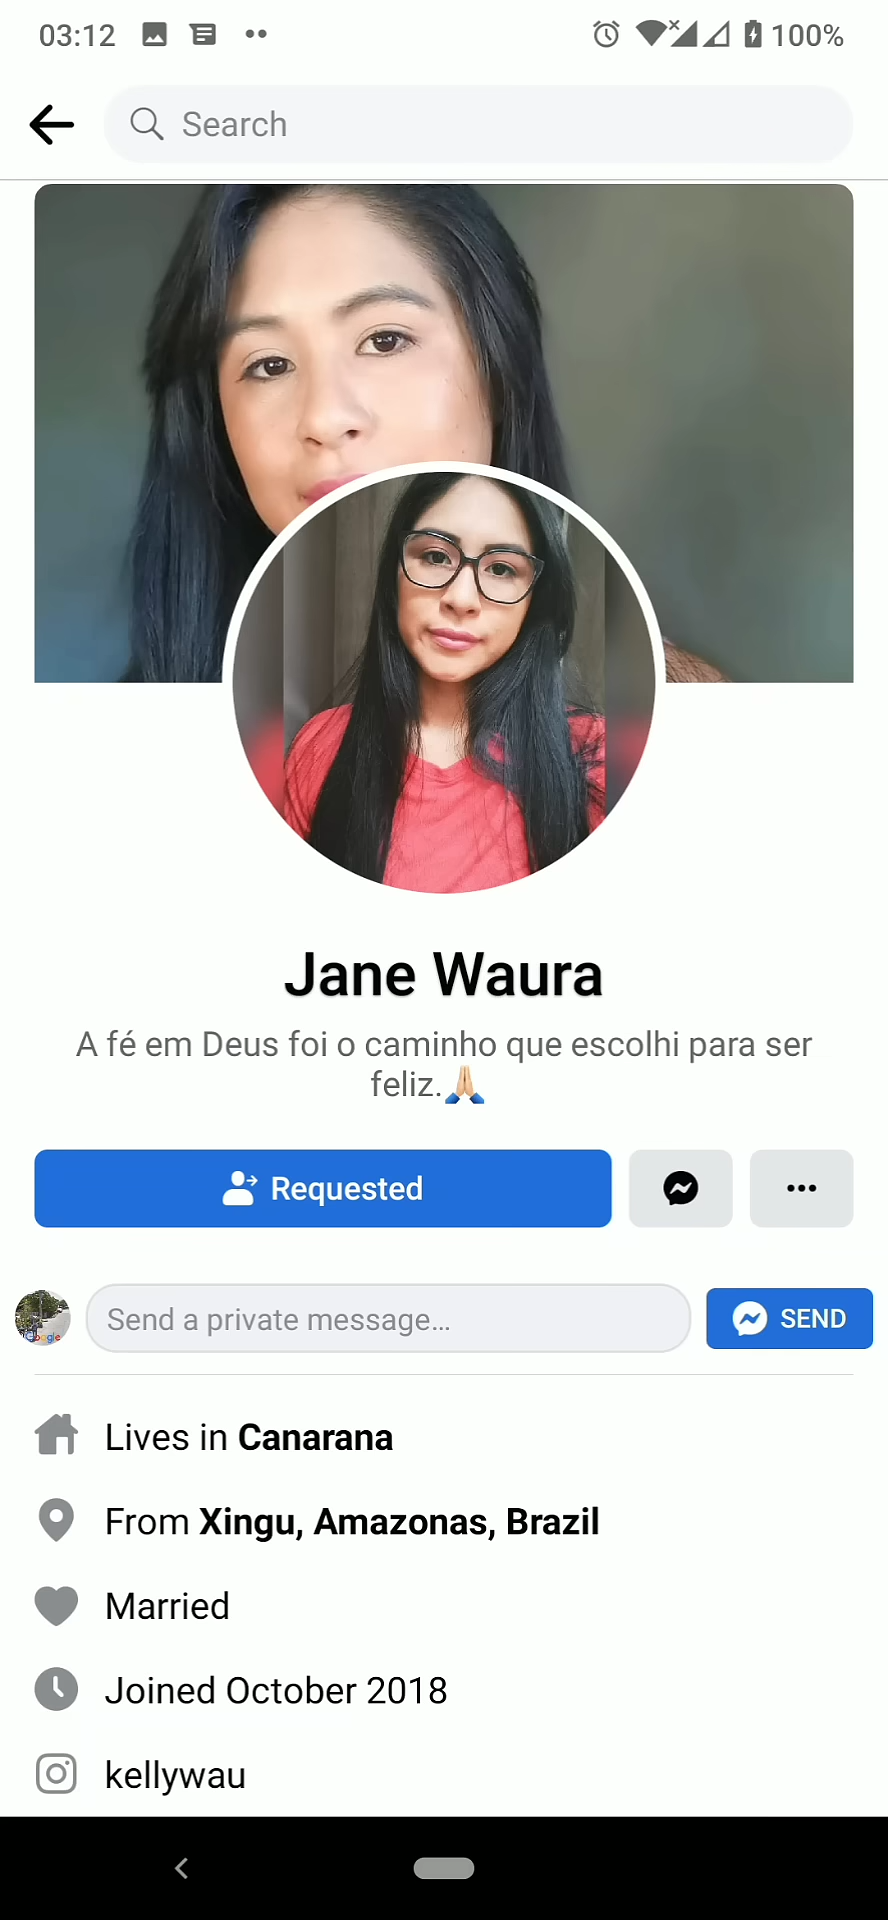 03:12 100%
Search
Jane Waura
A fé em Deus foi o caminho que escolhi para ser
feliz.🙏🏼
Requested
Send a private message... SEND
Google
Lives in Canarana
From Xingu, Amazonas, Brazil
Married
Joined October 2018
kellywau